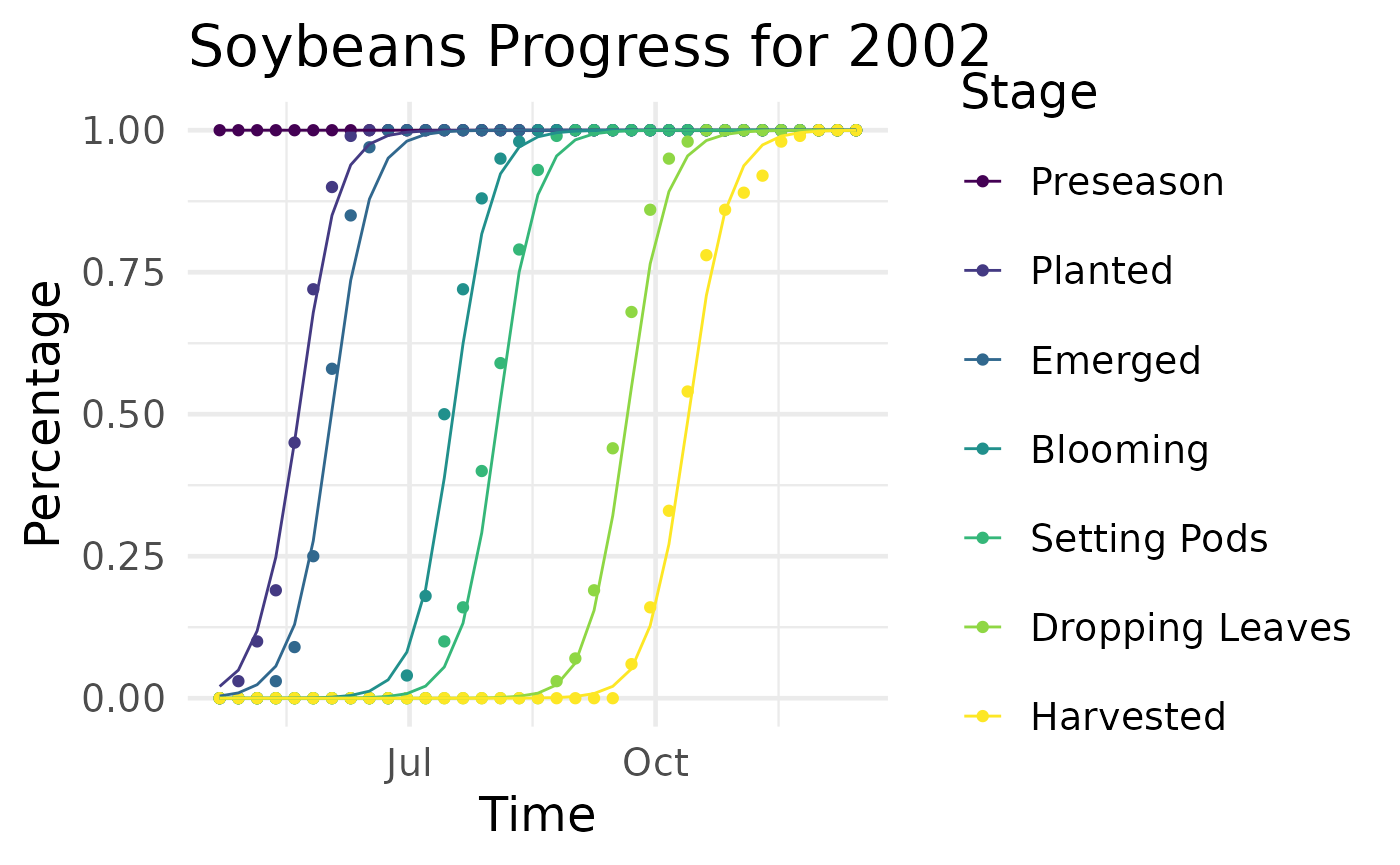 Soybeans Progress for 2002
Percentage
1.00
0.75
0.50
0.25
0.00
Jul
Oct
Time
Stage
Preseason
Planted
Emerged
Blooming
Setting Pods
Dropping Leaves
Harvested